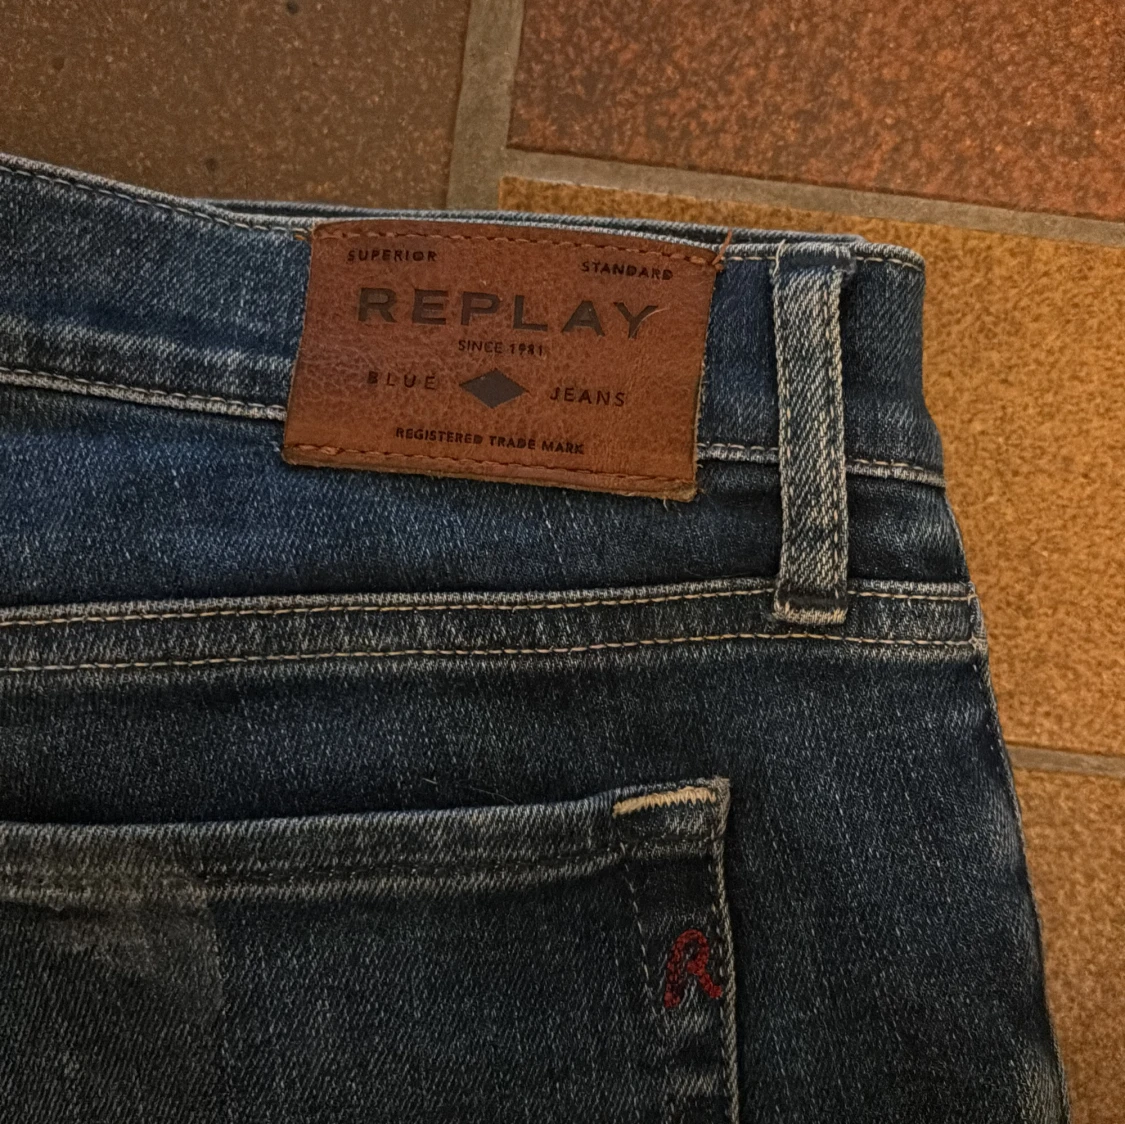 SUPERIOR STANDARD
REPLAY
SINCE 1981
BLUE JEANS
REGISTERED TRADE MARK
R